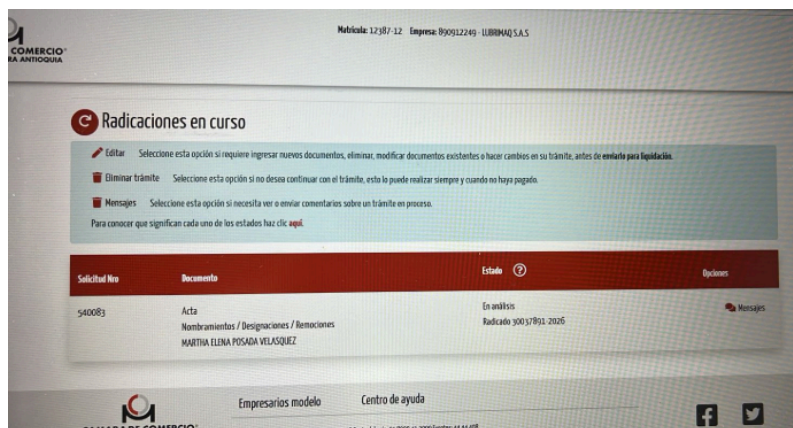 COMERCIO
RA ANTIOQUIA
Matrícula: 12387-12 Empresa: 890912249 - LUBRIMAQ S.A.S
Radicaciones en curso
Editar Seleccione esta opción si requiere ingresar nuevos documentos, eliminar, modificar documentos existentes o hacer cambios en su trámite, antes de enviarlo para liquidación.
Eliminar trámite Seleccione esta opción si no desea continuar con el trámite, esto lo puede realizar siempre y cuando no haya pagado.
Mensajes Seleccione esta opción si necesita ver o enviar comentarios sobre un trámite en proceso.
Para conocer que significan cada uno de los estados haz clic aquí.
Solicitud Nro Documento Estado ? Opciones
540083 Acta En análisis Mensajes
Nombramientos / Designaciones / Remociones Radicado 30037891-2026
MARTHA ELENA POSADA VELASQUEZ
Empresarios modelo Centro de ayuda
CAMARA DE COMERCIO